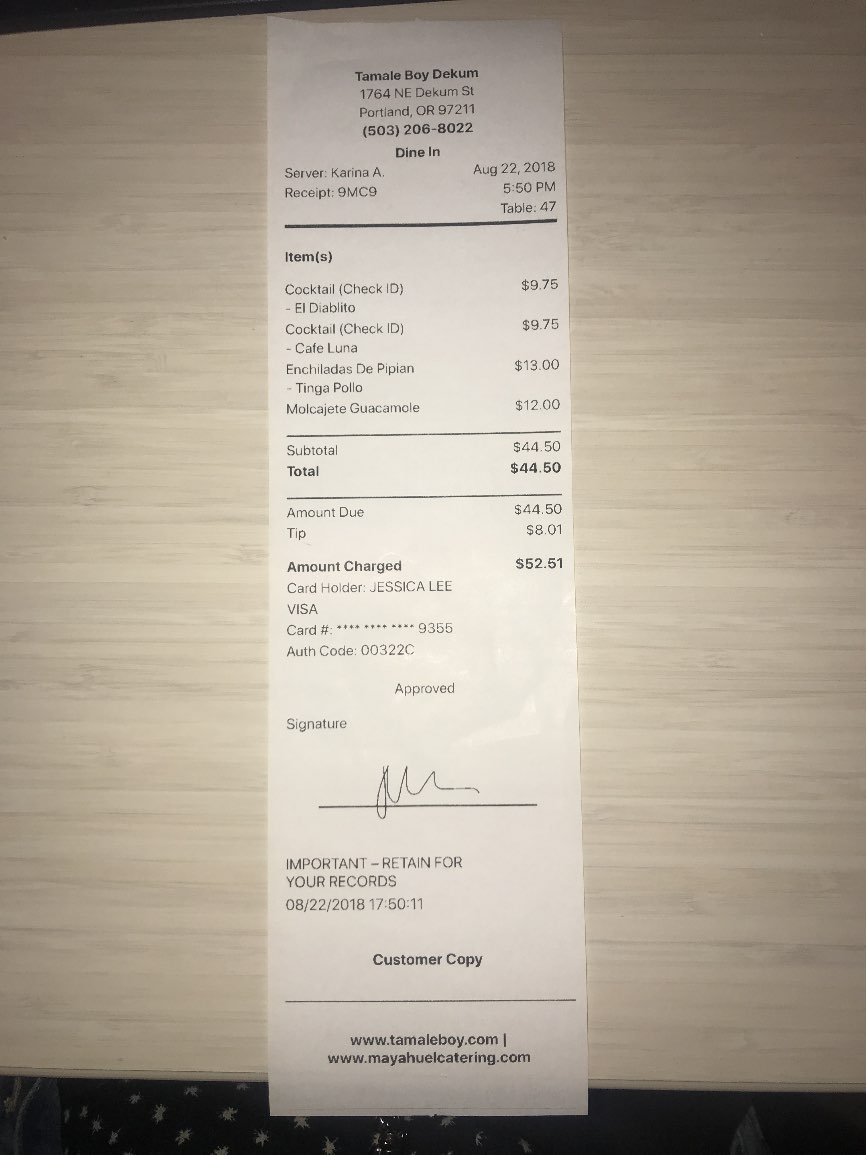 Tamale Boy Dekum
1764 NE Dekum St
Portland, OR 97211
(503) 206-8022
Dine In
Server: Karina A. Aug 22, 2018
Receipt: 9MC9 5:50 PM
Table: 47
Item(s)
Cocktail (Check ID) $9.75
- El Diablito
Cocktail (Check ID) $9.75
- Cafe Luna
Enchiladas De Pipian $13.00
- Tinga Pollo
Molcajete Guacamole $12.00
Subtotal $44.50
Total $44.50
Amount Due $44.50
Tip $8.01
Amount Charged $52.51
Card Holder: JESSICA LEE
VISA
Card #: **** **** **** 9355
Auth Code: 00322C
Approved
Signature
IMPORTANT – RETAIN FOR
YOUR RECORDS
08/22/2018 17:50:11
Customer Copy
www.tamaleboy.com |
www.mayahuelcatering.com